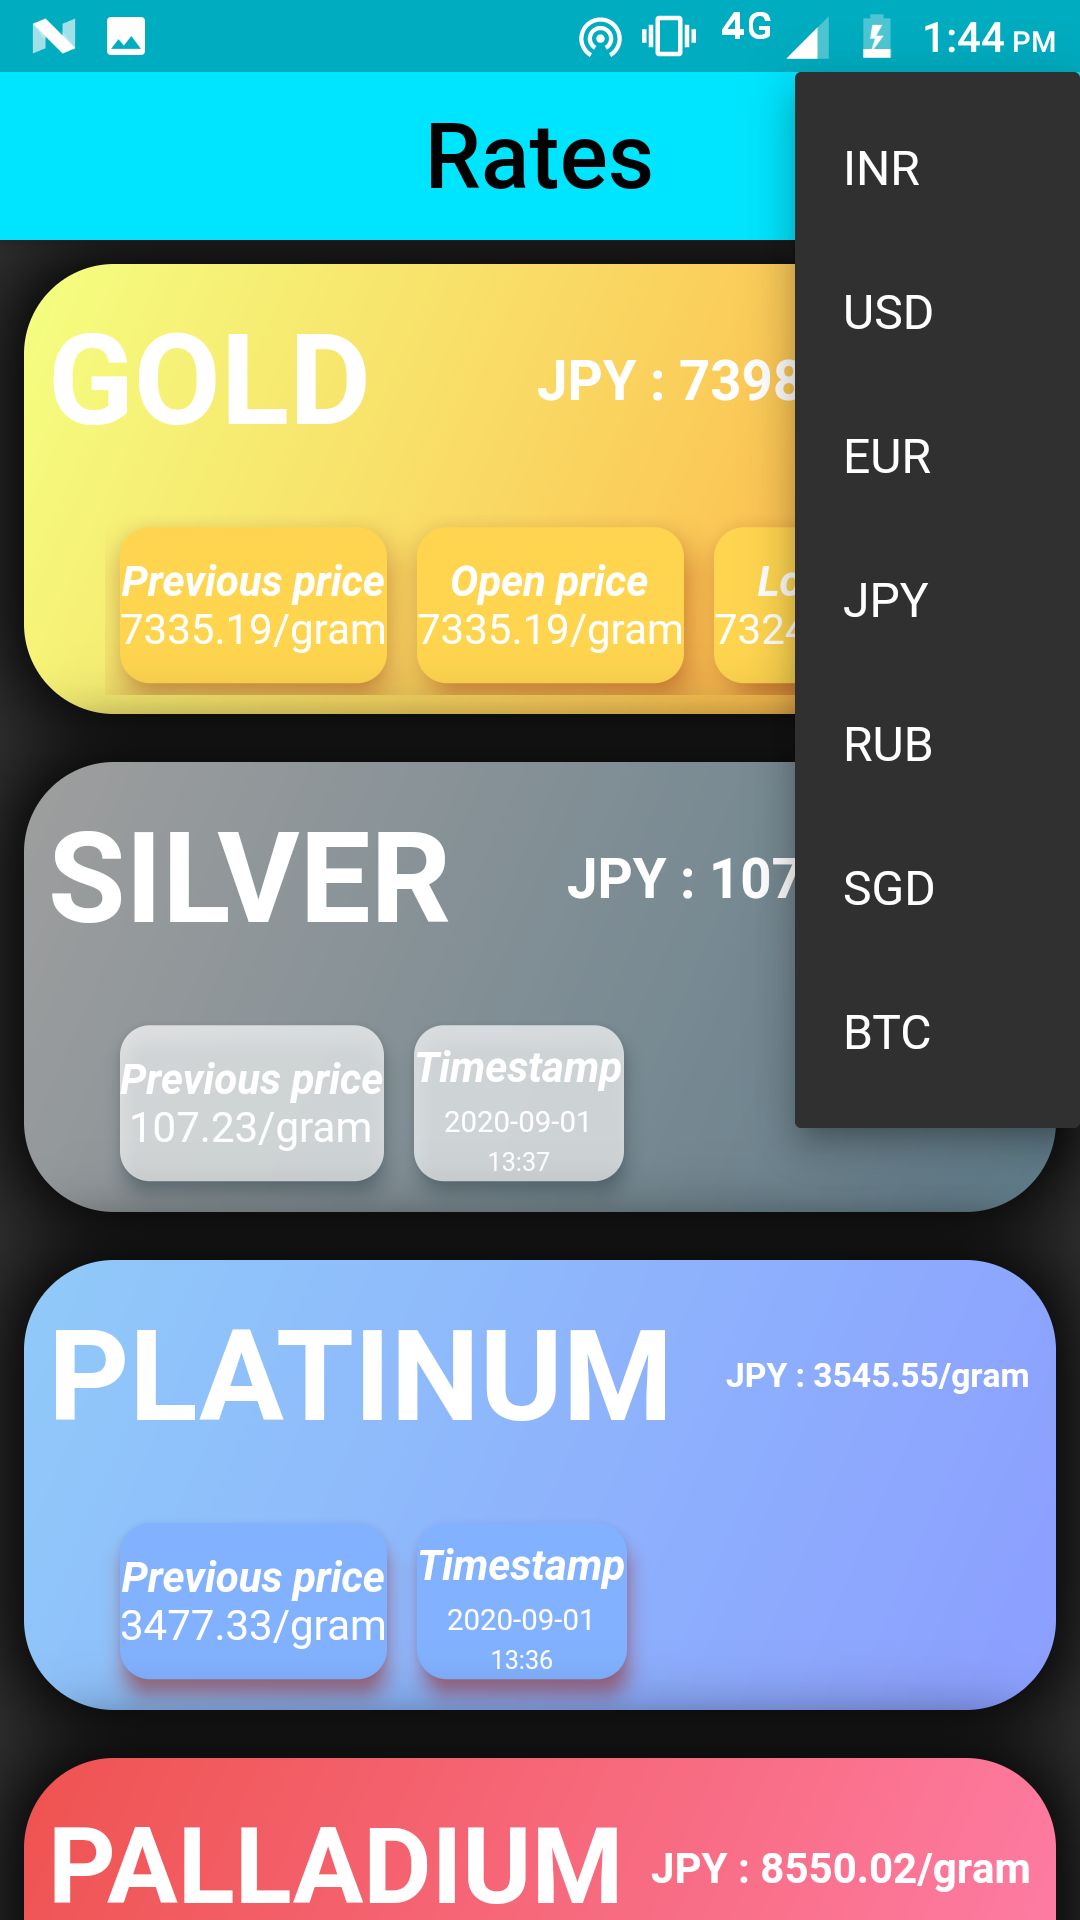 4G 1:44 PM
Rates
INR
USD
EUR
JPY
RUB
SGD
BTC
GOLD
JPY : 7398
Previous price
7335.19/gram
Open price
7335.19/gram
7324
SILVER
JPY : 107
Previous price
107.23/gram
Timestamp
2020-09-01
13:37
PLATINUM
JPY : 3545.55/gram
Previous price
3477.33/gram
Timestamp
2020-09-01
13:36
PALLADIUM
JPY : 8550.02/gram